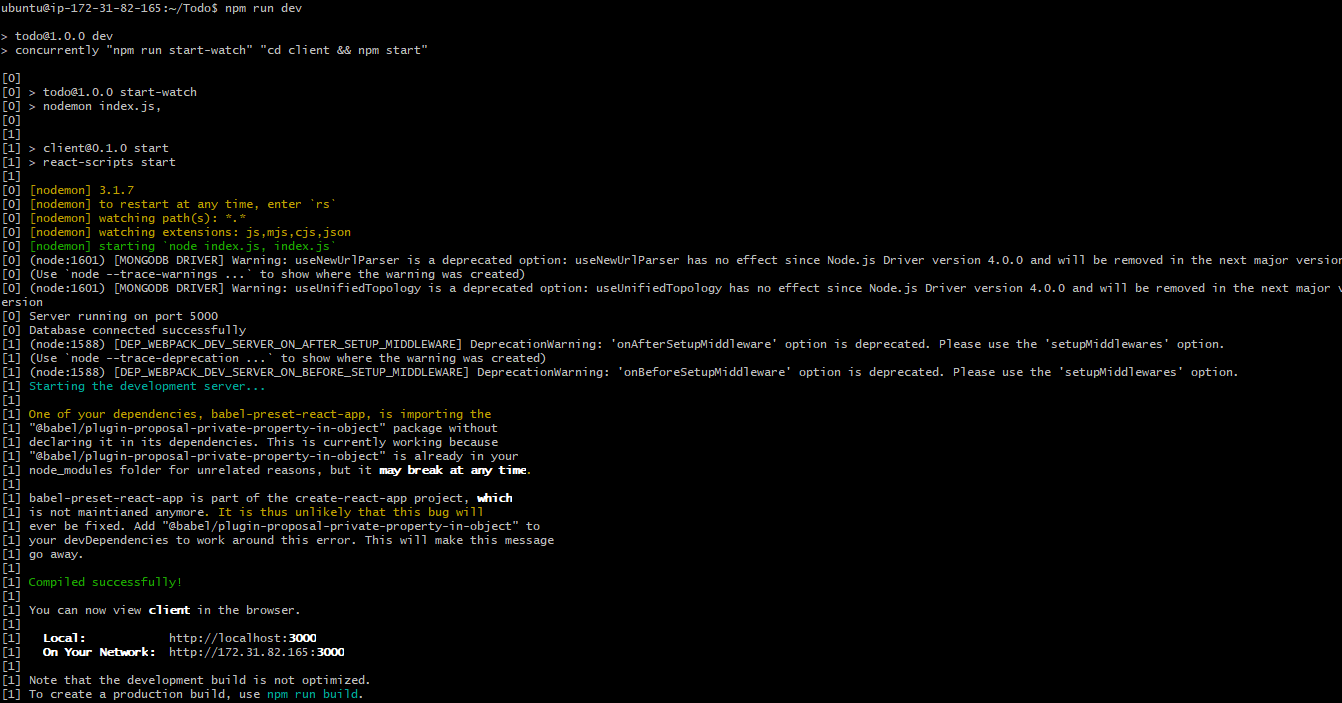 ubuntu@ip-172-31-82-165:~/Todo$ npm run dev
> todo@1.0.0 dev
> concurrently "npm run start-watch" "cd client && npm start"
[0]
[0] > todo@1.0.0 start-watch
[0] > nodemon index.js,
[0]
[1]
[1] > client@0.1.0 start
[1] > react-scripts start
[1]
[0] [nodemon] 3.1.7
[0] [nodemon] to restart at any time, enter `rs`
[0] [nodemon] watching path(s): *.*
[0] [nodemon] watching extensions: js,mjs,cjs,json
[0] [nodemon] starting `node index.js, index.js`
[0] (node:1601) [MONGODB DRIVER] Warning: useNewUrlParser is a deprecated option: useNewUrlParser has no effect since Node.js Driver version 4.0.0 and will be removed in the next major version
[0] (Use `node --trace-warnings ...` to show where the warning was created)
[0] (node:1601) [MONGODB DRIVER] Warning: useUnifiedTopology is a deprecated option: useUnifiedTopology has no effect since Node.js Driver version 4.0.0 and will be removed in the next major v
ersion
[0] Server running on port 5000
[0] Database connected successfully
[1] (node:1588) [DEP_WEBPACK_DEV_SERVER_ON_AFTER_SETUP_MIDDLEWARE] DeprecationWarning: 'onAfterSetupMiddleware' option is deprecated. Please use the 'setupMiddlewares' option.
[1] (Use `node --trace-deprecation ...` to show where the warning was created)
[1] (node:1588) [DEP_WEBPACK_DEV_SERVER_ON_BEFORE_SETUP_MIDDLEWARE] DeprecationWarning: 'onBeforeSetupMiddleware' option is deprecated. Please use the 'setupMiddlewares' option.
[1] Starting the development server...
[1]
[1] One of your dependencies, babel-preset-react-app, is importing the
[1] "@babel/plugin-proposal-private-property-in-object" package without
[1] declaring it in its dependencies. This is currently working because
[1] "@babel/plugin-proposal-private-property-in-object" is already in your
[1] node_modules folder for unrelated reasons, but it may break at any time.
[1]
[1] babel-preset-react-app is part of the create-react-app project, which
[1] is not maintianed anymore. It is thus unlikely that this bug will
[1] ever be fixed. Add "@babel/plugin-proposal-private-property-in-object" to
[1] your devDependencies to work around this error. This will make this message
[1] go away.
[1]
[1] Compiled successfully!
[1]
[1] You can now view client in the browser.
[1]
[1] Local: http://localhost:3000
[1] On Your Network: http://172.31.82.165:3000
[1]
[1] Note that the development build is not optimized.
[1] To create a production build, use npm run build.